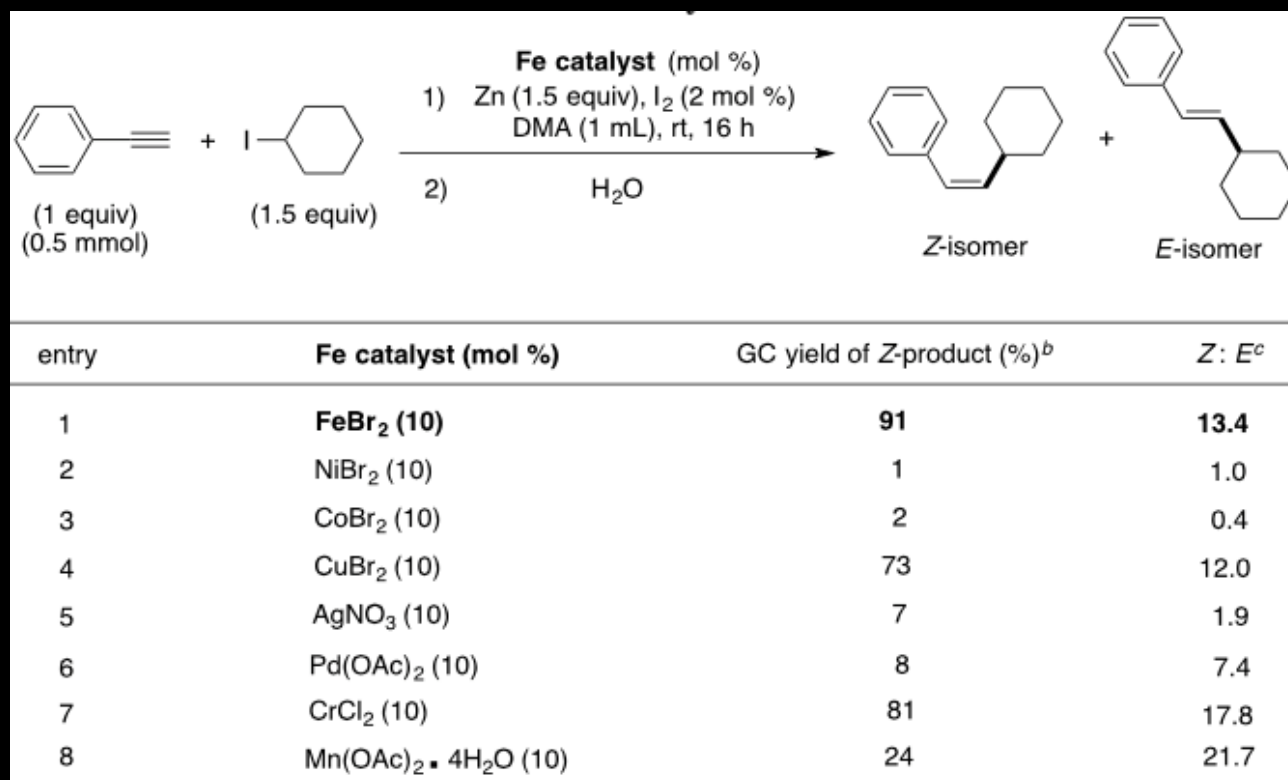 Fe catalyst (mol %)
1) Zn (1.5 equiv), I2 (2 mol %)
DMA (1 mL), rt, 16 h
+ I +
2) H2O
(1 equiv) (1.5 equiv)
(0.5 mmol)
Z-isomer E-isomer
entry Fe catalyst (mol %) GC yield of Z-product (%)b Z : Ec
1 FeBr2 (10) 91 13.4
2 NiBr2 (10) 1 1.0
3 CoBr2 (10) 2 0.4
4 CuBr2 (10) 73 12.0
5 AgNO3 (10) 7 1.9
6 Pd(OAc)2 (10) 8 7.4
7 CrCl2 (10) 81 17.8
8 Mn(OAc)2▪ 4H2O (10) 24 21.7